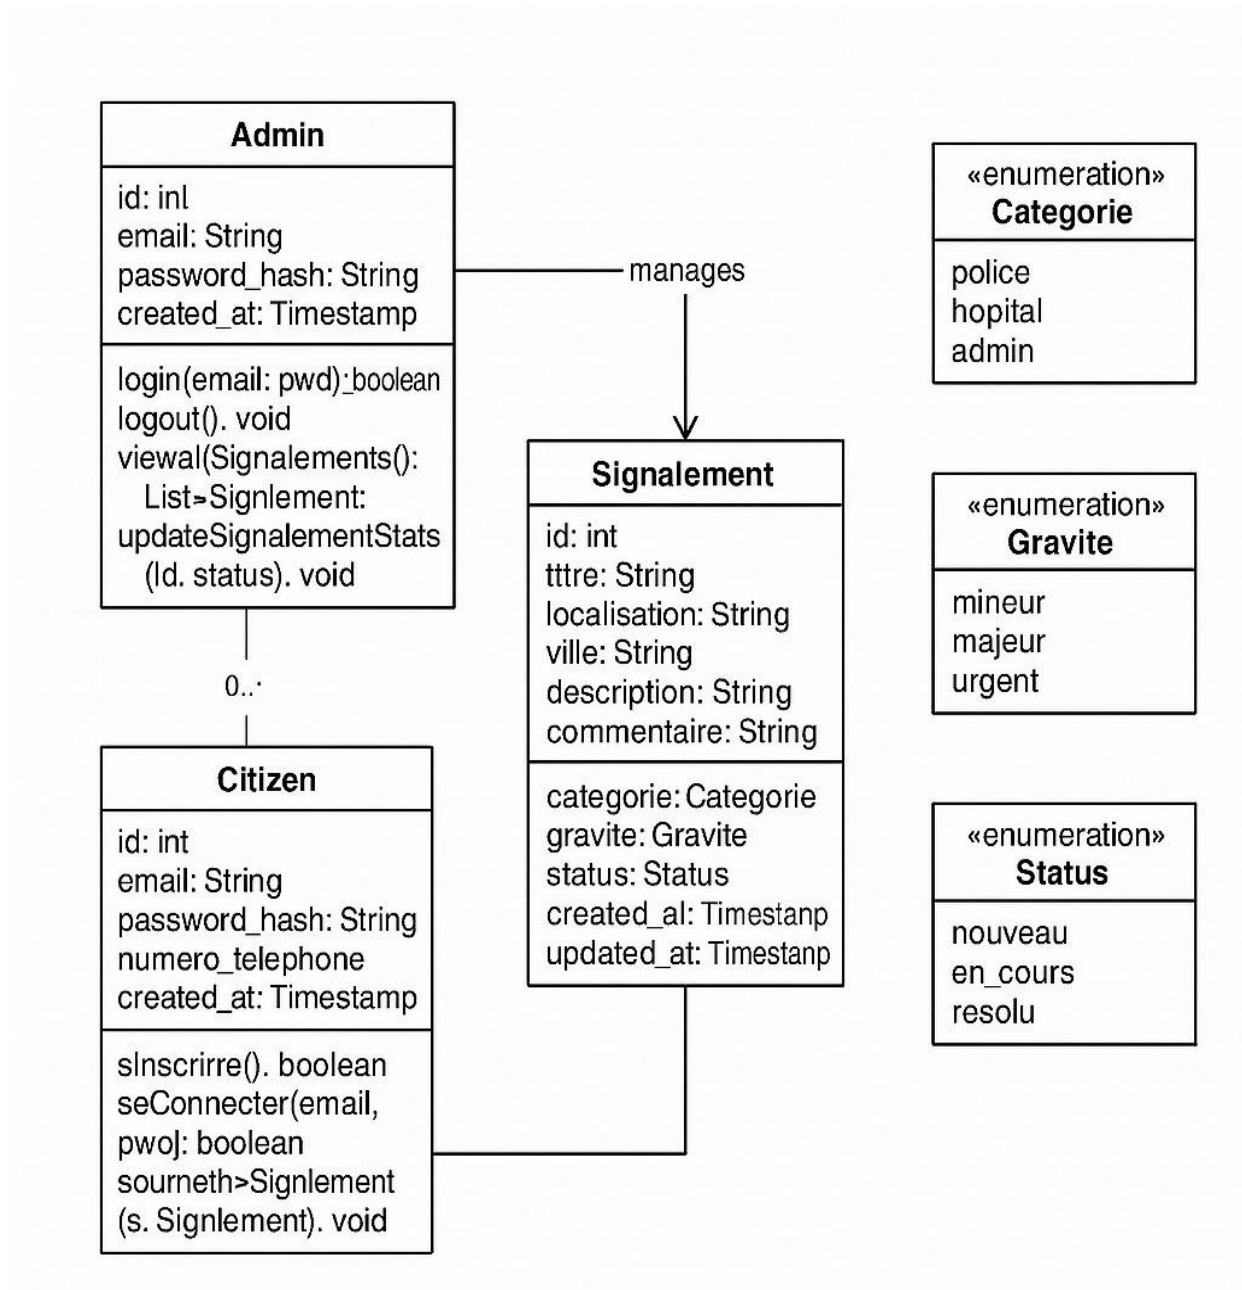 Admin
id: inl
email: String
password_hash: String
created_at: Timestamp
login(email: pwd):boolean
logout(). void
viewal(Signalements():
List>Signlement:
updateSignalementStats
(Id. status). void
manages
0..·
Citizen
id: int
email: String
password_hash: String
numero_telephone
created_at: Timestamp
sInscrirre(). boolean
seConnecter(email,
pwoj: boolean
sourneth>Signlement
(s. Signlement). void
Signalement
id: int
tttre: String
localisation: String
ville: String
description: String
commentaire: String
categorie: Categorie
gravite: Gravite
status: Status
created_al: Timestanp
updated_at: Timestanp
«enumeration»
Categorie
police
hopital
admin
«enumeration»
Gravite
mineur
majeur
urgent
«enumeration»
Status
nouveau
en_cours
resolu